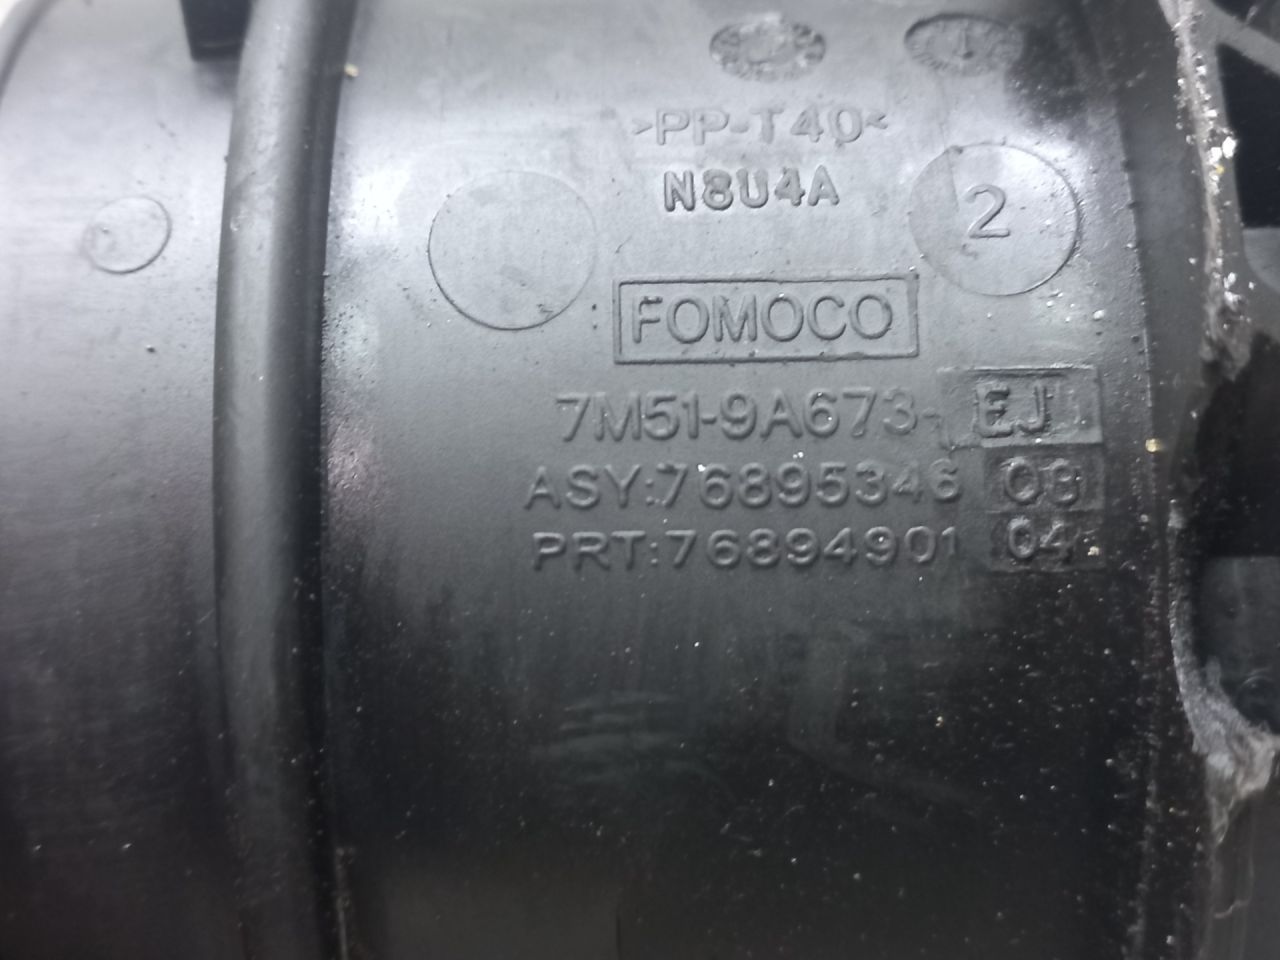 >PP-T40<
N8U4A
2
FOMOCO
7M51-9A673-EJ
ASY:76895346 08
PRT:76894901 04